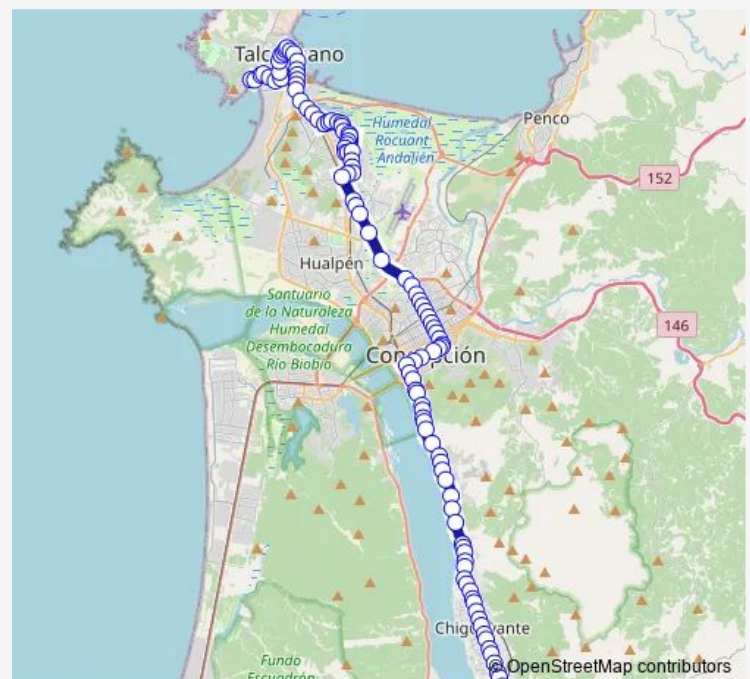 Talcahuano
Penco
Humedal
Rocuant
Andalién
152
Hualpén
Santuario
de la Naturaleza
Humedal
Desembocadura
Río Biobío
146
Concepción
Chiguayante
Fundo
Escuadrón
© OpenStreetMap contributors